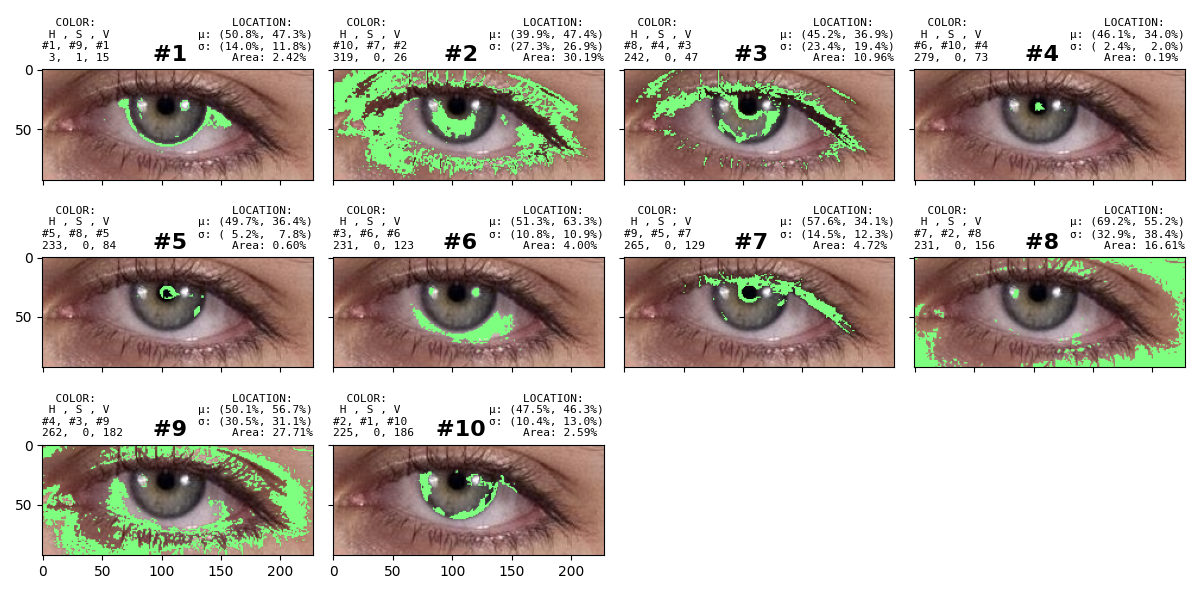 COLOR: LOCATION:
H , S , V μ: (50.8%, 47.3%)
#1, #9, #1 #1 σ: (14.0%, 11.8%)
3, 1, 15 Area: 2.42%
COLOR: LOCATION:
H , S , V μ: (39.9%, 47.4%)
#10, #7, #2 #2 σ: (27.3%, 26.9%)
319, 0, 26 Area: 30.19%
COLOR: LOCATION:
H , S , V μ: (45.2%, 36.9%)
#8, #4, #3 #3 σ: (23.4%, 19.4%)
242, 0, 47 Area: 10.96%
COLOR: LOCATION:
H , S , V μ: (46.1%, 34.0%)
#6, #10, #4 #4 σ: ( 2.4%, 2.0%)
279, 0, 73 Area: 0.19%
0
50
COLOR: LOCATION:
H , S , V μ: (49.7%, 36.4%)
#5, #8, #5 #5 σ: ( 5.2%, 7.8%)
233, 0, 84 Area: 0.60%
COLOR: LOCATION:
H , S , V μ: (51.3%, 63.3%)
#3, #6, #6 #6 σ: (10.8%, 10.9%)
231, 0, 123 Area: 4.00%
COLOR: LOCATION:
H , S , V μ: (57.6%, 34.1%)
#9, #5, #7 #7 σ: (14.5%, 12.3%)
265, 0, 129 Area: 4.72%
COLOR: LOCATION:
H , S , V μ: (69.2%, 55.2%)
#7, #2, #8 #8 σ: (32.9%, 38.4%)
231, 0, 156 Area: 16.61%
0
50
COLOR: LOCATION:
H , S , V μ: (50.1%, 56.7%)
#4, #3, #9 #9 σ: (30.5%, 31.1%)
262, 0, 182 Area: 27.71%
COLOR: LOCATION:
H , S , V μ: (47.5%, 46.3%)
#2, #1, #10 #10 σ: (10.4%, 13.0%)
225, 0, 186 Area: 2.59%
0
50
0 50 100 150 200
0 50 100 150 200